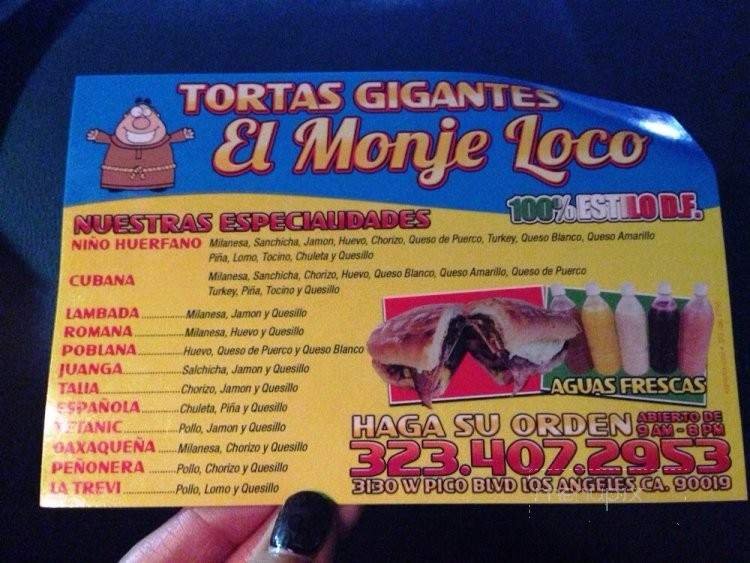 TORTAS GIGANTES
El Monje Loco
100% ESTILO D.F.
NUESTRAS ESPECIALIDADES
NIÑO HUERFANO Milanesa, Sanchicha, Jamon, Huevo, Chorizo, Queso de Puerco, Turkey, Queso Blanco, Queso Amarillo
Piña, Lomo, Tocino, Chuleta y Quesillo
CUBANA Milanesa, Sanchicha, Chorizo, Huevo, Queso Blanco, Queso Amarillo, Queso de Puerco
Turkey, Piña, Tocino y Quesillo
LAMBADA Milanesa, Jamon y Quesillo
ROMANA Milanesa, Huevo y Quesillo
POBLANA Huevo, Queso de Puerco y Queso Blanco
JUANGA Salchicha, Jamon y Quesillo
TALIA Chorizo, Jamon y Quesillo
ESPAÑOLA Chuleta, Piña y Quesillo
TETANIC Pollo, Jamon y Quesillo
OAXAQUEÑA Milanesa, Chorizo y Quesillo
PEÑONERA Pollo, Chorizo y Quesillo
LA TREVI Pollo, Lomo y Quesillo
AGUAS FRESCAS
HAGA SU ORDEN
ABIERTO DE
9 AM - 8 PM
323.407.2953
3130 W PICO BLVD LOS ANGELES CA. 90019